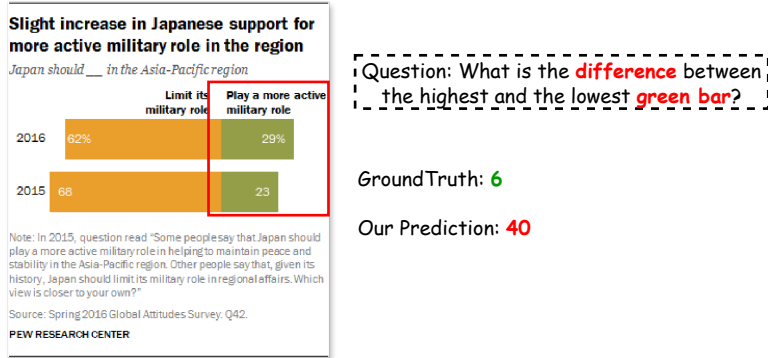 Slight increase in Japanese support for
more active military role in the region
Japan should __ in the Asia-Pacific region
Limit its
military role
Play a more active
military role
2016
62%
29%
2015
68
23
Note: In 2015, question read “Some people say that Japan should
play a more active military role in helping to maintain peace and
stability in the Asia-Pacific region. Other people say that, given its
history, Japan should limit its military role in regional affairs. Which
view is closer to your own?”
Source: Spring 2016 Global Attitudes Survey. Q42.
PEW RESEARCH CENTER
Question: What is the difference between
the highest and the lowest green bar?
GroundTruth: 6
Our Prediction: 40